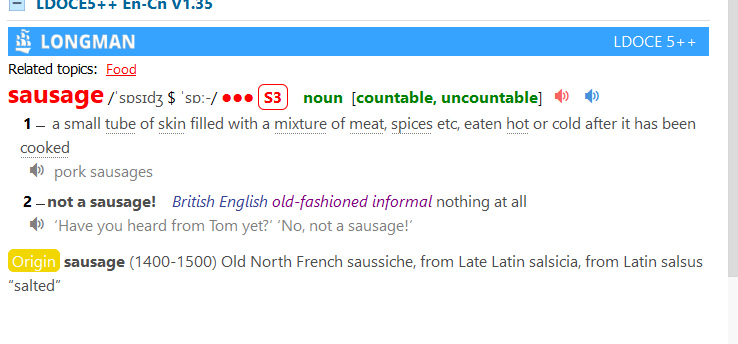 LDOCE5++ En-Cn V1.35
LONGMAN LDOCE 5++
Related topics: Food
sausage /ˈsɒsɪdʒ $ ˈsɒː-/ ●●● S3 noun [countable, uncountable]
1 – a small tube of skin filled with a mixture of meat, spices etc, eaten hot or cold after it has been
cooked
pork sausages
2 – not a sausage! British English old-fashioned informal nothing at all
‘Have you heard from Tom yet?’ ‘No, not a sausage!’
Origin sausage (1400-1500) Old North French saussiche, from Late Latin salsicia, from Latin salsus
“salted”